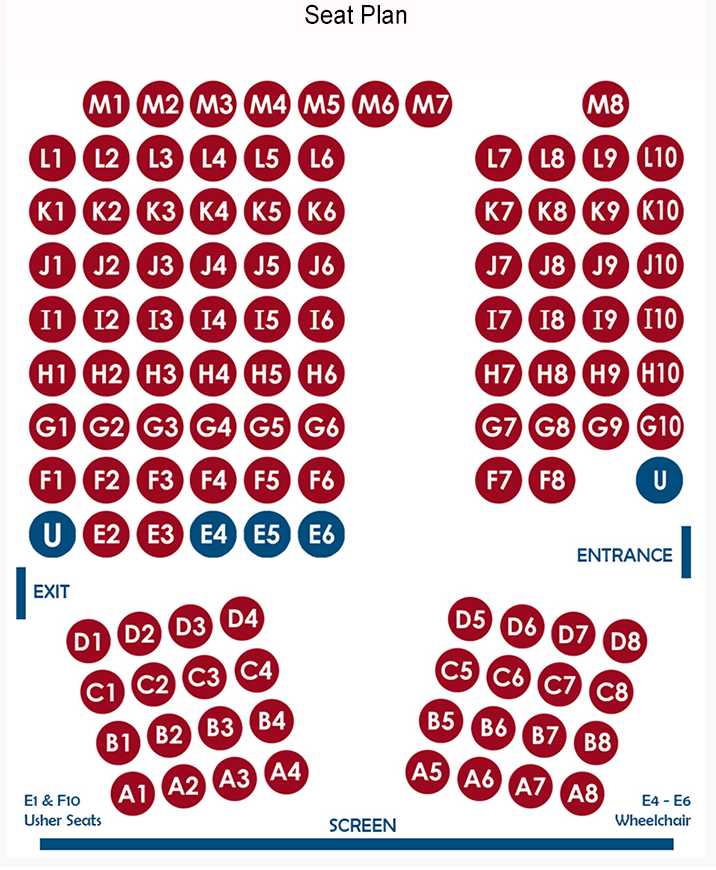 Seat Plan
M1 M2 M3 M4 M5 M6 M7 M8
L1 L2 L3 L4 L5 L6 L7 L8 L9 L10
K1 K2 K3 K4 K5 K6 K7 K8 K9 K10
J1 J2 J3 J4 J5 J6 J7 J8 J9 J10
I1 I2 I3 I4 I5 I6 I7 I8 I9 I10
H1 H2 H3 H4 H5 H6 H7 H8 H9 H10
G1 G2 G3 G4 G5 G6 G7 G8 G9 G10
F1 F2 F3 F4 F5 F6 F7 F8 U
U E2 E3 E4 E5 E6
ENTRANCE
EXIT
D1 D2 D3 D4 D5 D6 D7 D8
C1 C2 C3 C4 C5 C6 C7 C8
B1 B2 B3 B4 B5 B6 B7 B8
A1 A2 A3 A4 A5 A6 A7 A8
E1 & F10
Usher Seats
E4 - E6
Wheelchair
SCREEN